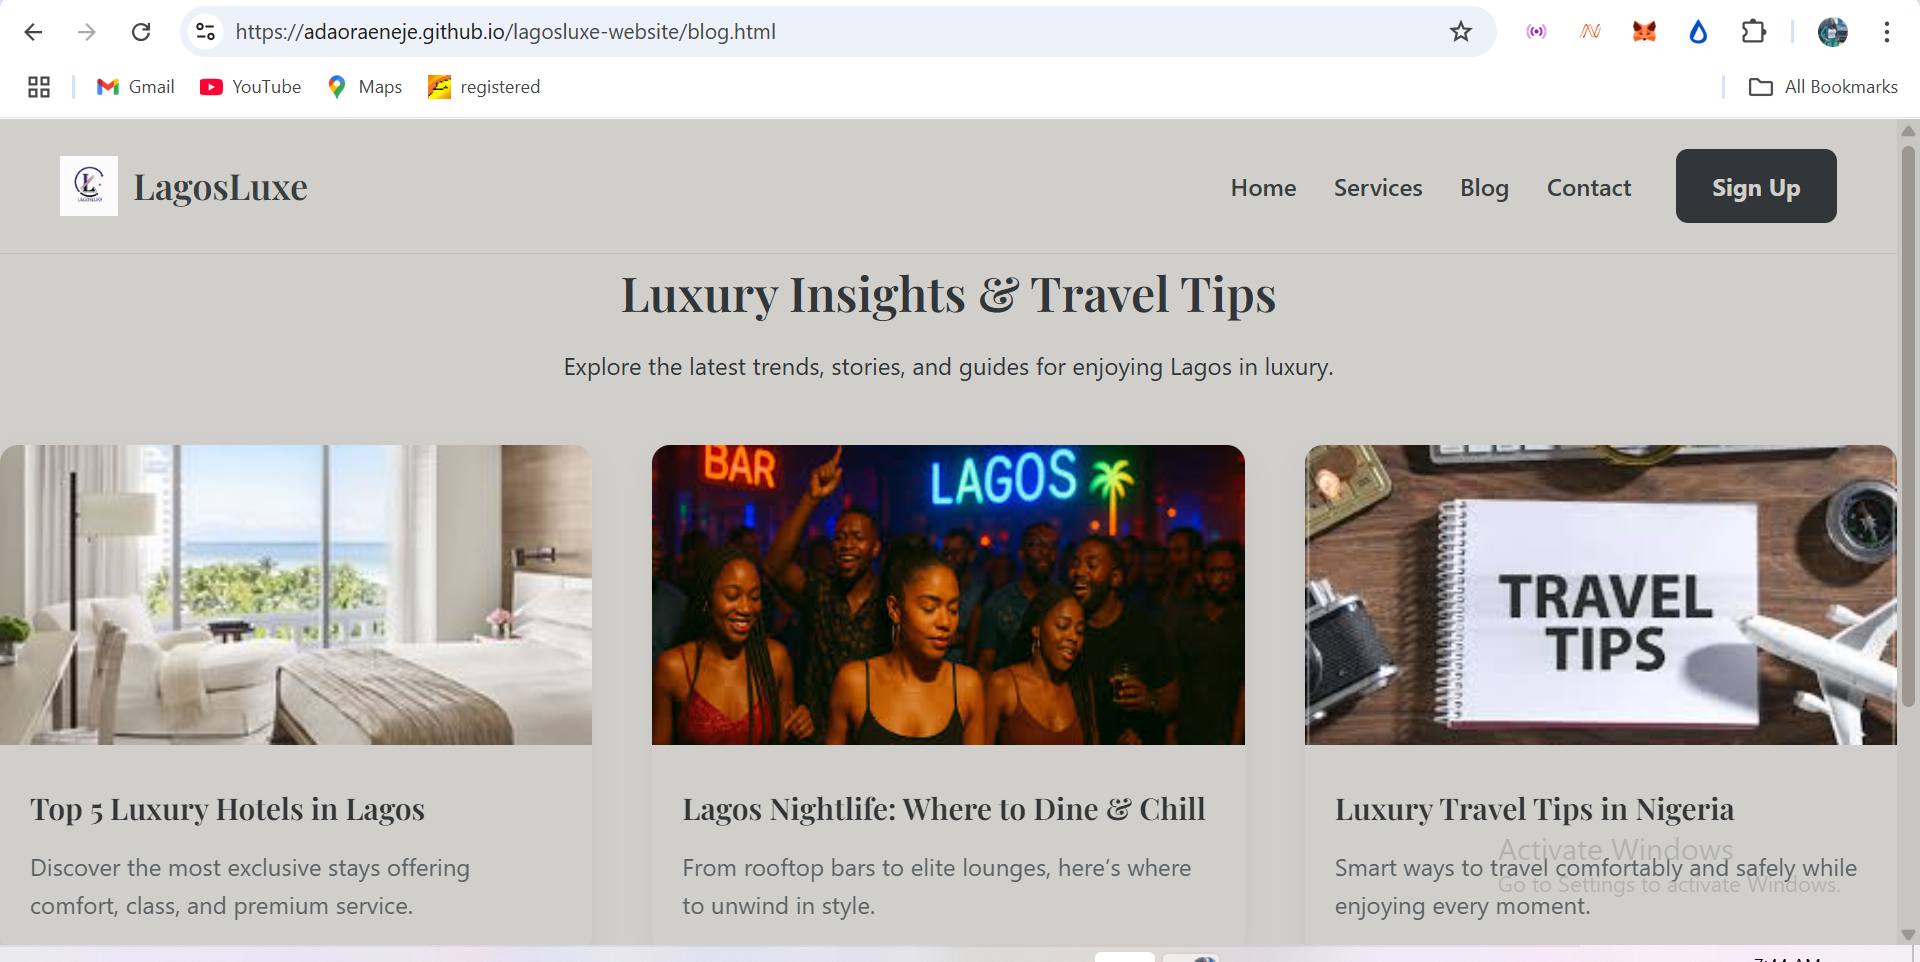 https://adaoraeneje.github.io/lagosluxe-website/blog.html
Gmail YouTube Maps registered All Bookmarks
LAGOSLUXE
LagosLuxe
Home Services Blog Contact Sign Up
Luxury Insights & Travel Tips
Explore the latest trends, stories, and guides for enjoying Lagos in luxury.
BAR
LAGOS
TRAVEL
TIPS
Top 5 Luxury Hotels in Lagos
Discover the most exclusive stays offering
comfort, class, and premium service.
Lagos Nightlife: Where to Dine & Chill
From rooftop bars to elite lounges, here’s where
to unwind in style.
Luxury Travel Tips in Nigeria
Smart ways to travel comfortably and safely while
enjoying every moment.
Activate Windows
Go to Settings to activate Windows.